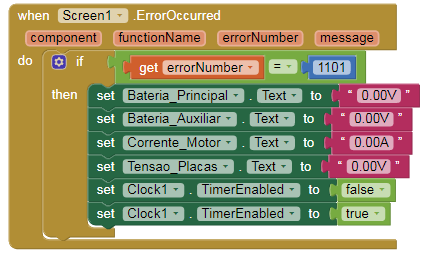 when Screen1 .ErrorOccurred
component functionName errorNumber message
do if get errorNumber = 1101
then set Bateria_Principal . Text to " 0.00V "
set Bateria_Auxiliar . Text to " 0.00V "
set Corrente_Motor . Text to " 0.00A "
set Tensao_Placas . Text to " 0.00V "
set Clock1 . TimerEnabled to false
set Clock1 . TimerEnabled to true